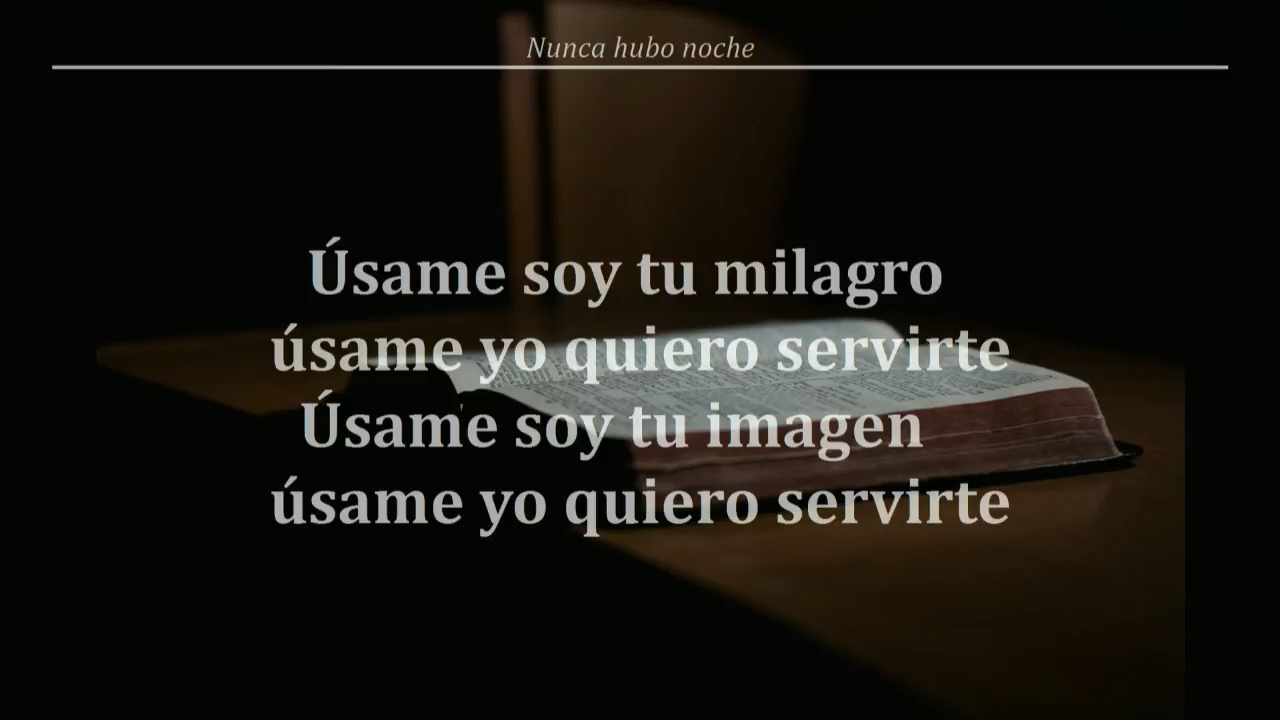 Nunca hubo noche
Úsame soy tu milagro
úsame yo quiero servirte
Úsame soy tu imagen
úsame yo quiero servirte